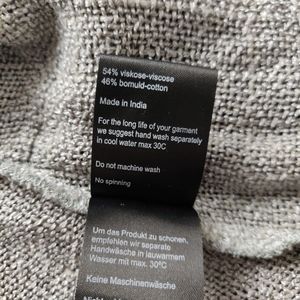 54% viskose-viscose
46% bomuld-cotton
Made in India
For the long life of your garment
we suggest hand wash separately
in cool water max 30C
Do not machine wash
No spinning
Um das Produkt zu schonen,
empfehlen wir separate
Handwäsche in lauwarmem
Wasser mit max. 30°C
Keine Maschinenwäsche